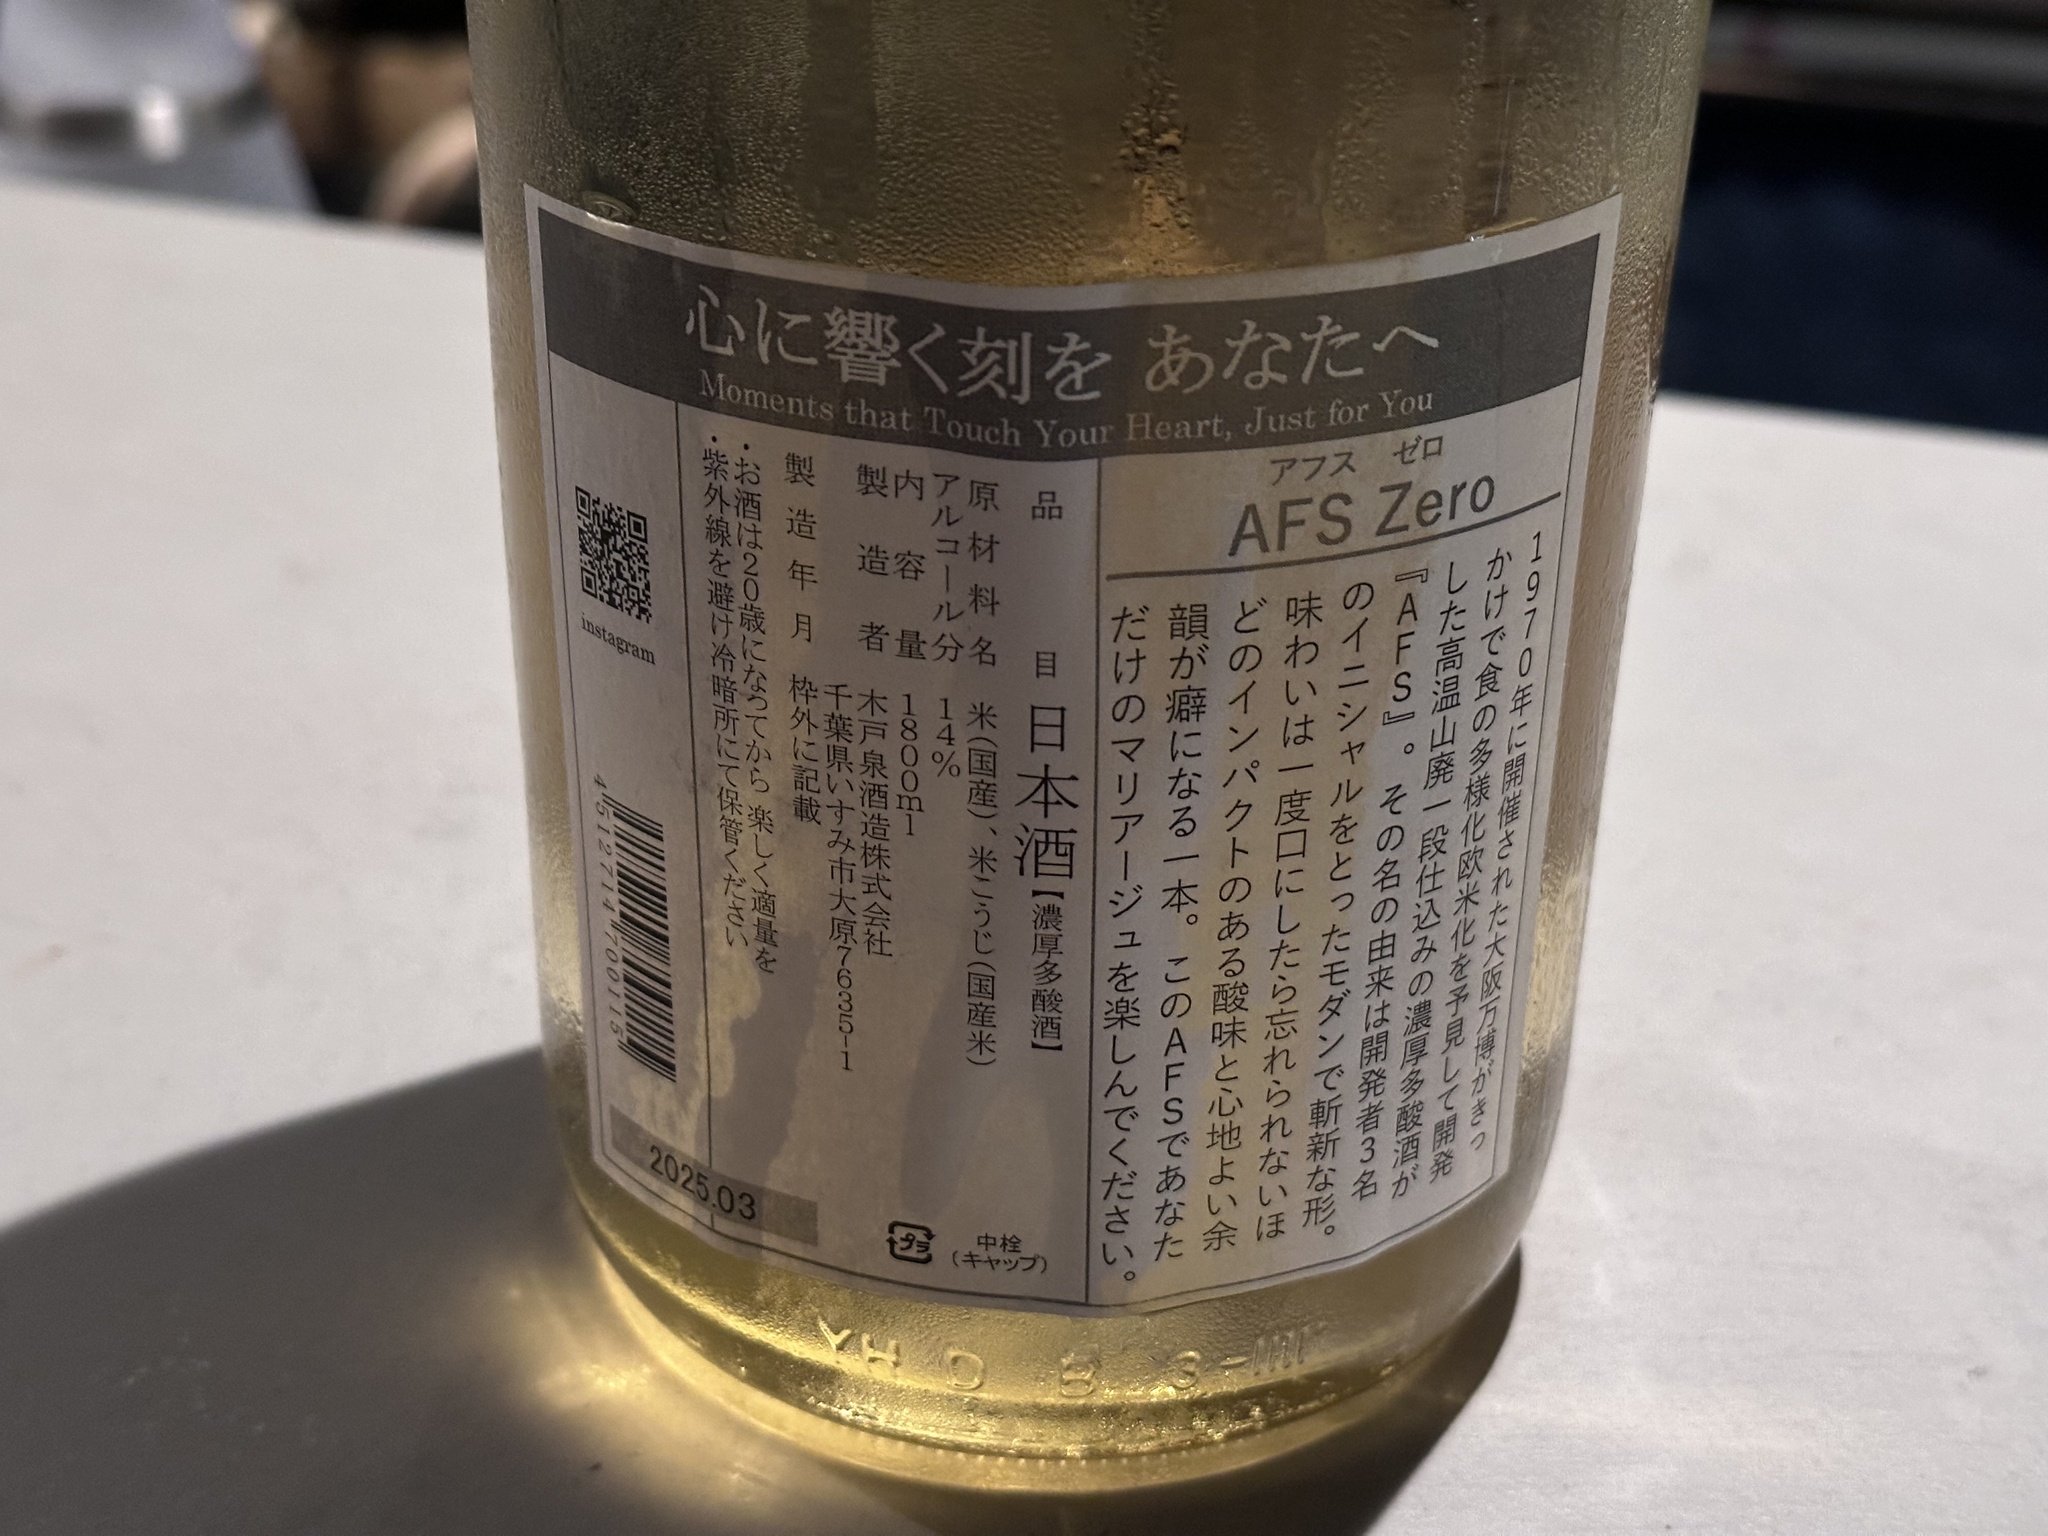 心に響く刻を あなたへ
Moments that Touch Your Heart, Just for You
アフス ゼロ
AFS Zero
1970年に開催された大阪万博がきっ
かけで食の多様化欧米化を予見して開発
した高温山廃一段仕込みの濃厚多酸酒が
『AFS』。その名の由来は開発者3名
のイニシャルをとったモダンで斬新な形。
味わいは一度口にしたら忘れられないほ
どのインパクトのある酸味と心地よい余
韻が癖になる一本。このAFSであなた
だけのマリアージュを楽しんでください。
品目 日本酒【濃厚多酸酒】
原材料名 米(国産)、米こうじ(国産米)
アルコール分 14%
内容量 1800ml
製造者 木戸泉酒造株式会社
千葉県いすみ市大原7635-1
製造年月 枠外に記載
・お酒は20歳になってから 楽しく適量を
・紫外線を避け冷暗所にて保管ください
instagram
4512714700115
2025.03
プラ
中栓
(キャップ)
YH D 8 3-